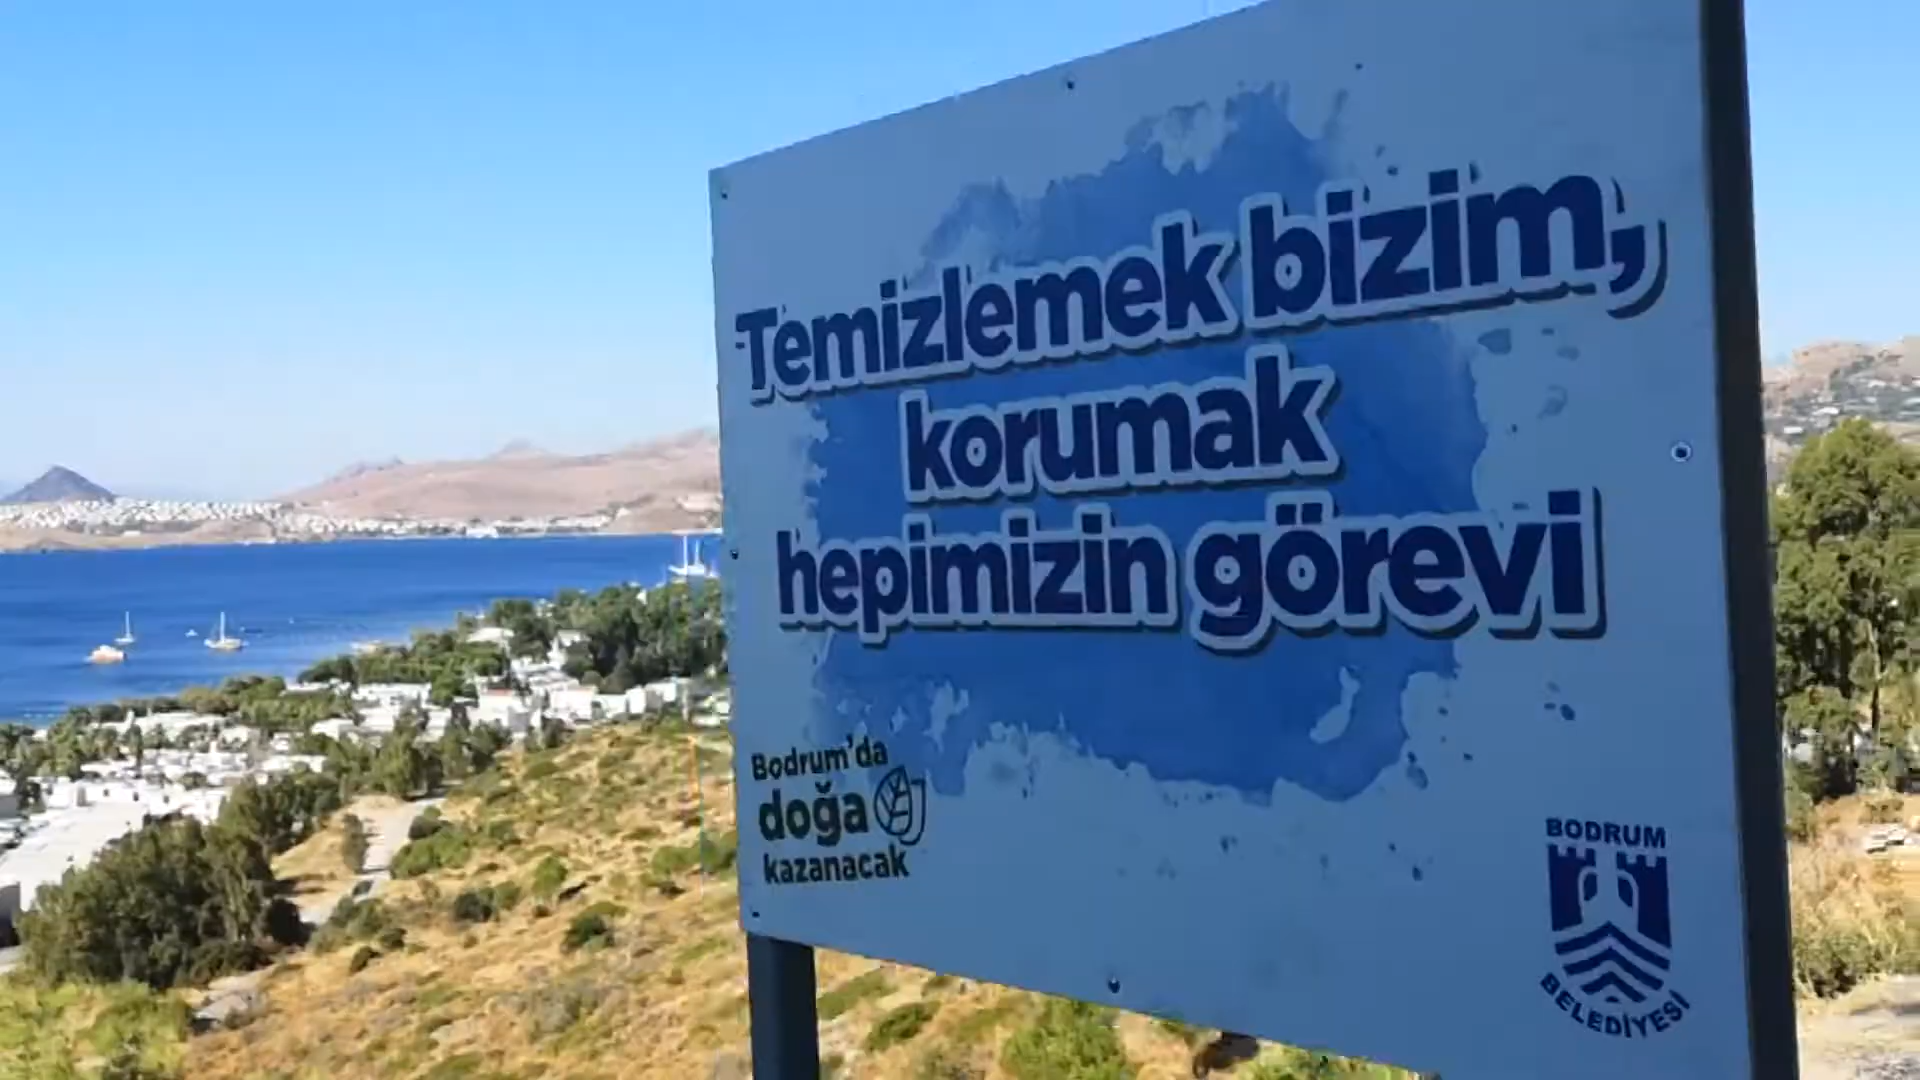 Temizlemek bizim,
korumak
hepimizin görevi
Bodrum'da
doğa
kazanacak
BODRUM
BELEDİYESİ